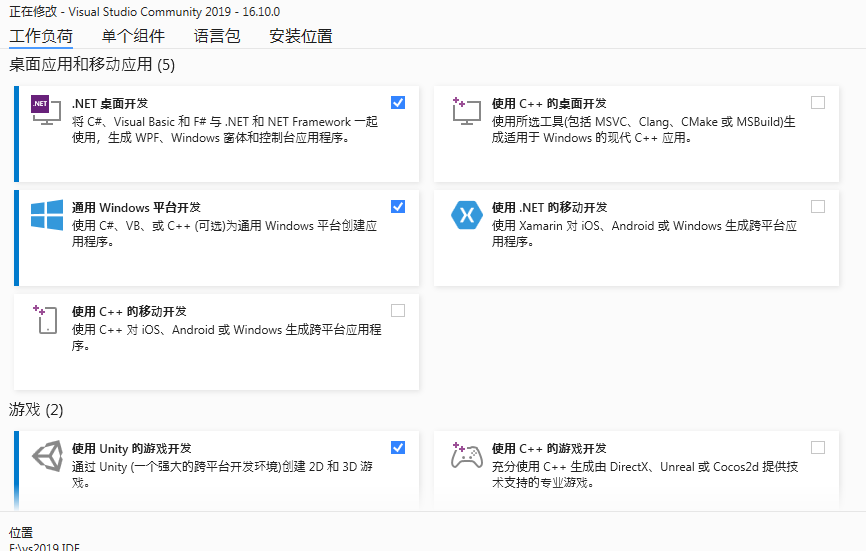 正在修改 - Visual Studio Community 2019 - 16.10.0
工作负荷 单个组件 语言包 安装位置
桌面应用和移动应用 (5)
.NET
.NET 桌面开发
将 C#、Visual Basic 和 F# 与 .NET 和 NET Framework 一起
使用，生成 WPF、Windows 窗体和控制台应用程序。
使用 C++ 的桌面开发
使用所选工具(包括 MSVC、Clang、CMake 或 MSBuild)生
成适用于 Windows 的现代 C++ 应用。
通用 Windows 平台开发
使用 C#、VB、或 C++ (可选)为通用 Windows 平台创建应
用程序。
使用 .NET 的移动开发
使用 Xamarin 对 iOS、Android 或 Windows 生成跨平台应
用程序。
使用 C++ 的移动开发
使用 C++ 对 iOS、Android 或 Windows 生成跨平台应用程
序。
游戏 (2)
使用 Unity 的游戏开发
通过 Unity (一个强大的跨平台开发环境)创建 2D 和 3D 游
戏。
使用 C++ 的游戏开发
充分使用 C++ 生成由 DirectX、Unreal 或 Cocos2d 提供技
术支持的专业游戏。
位置
F:\vs2019 IDE